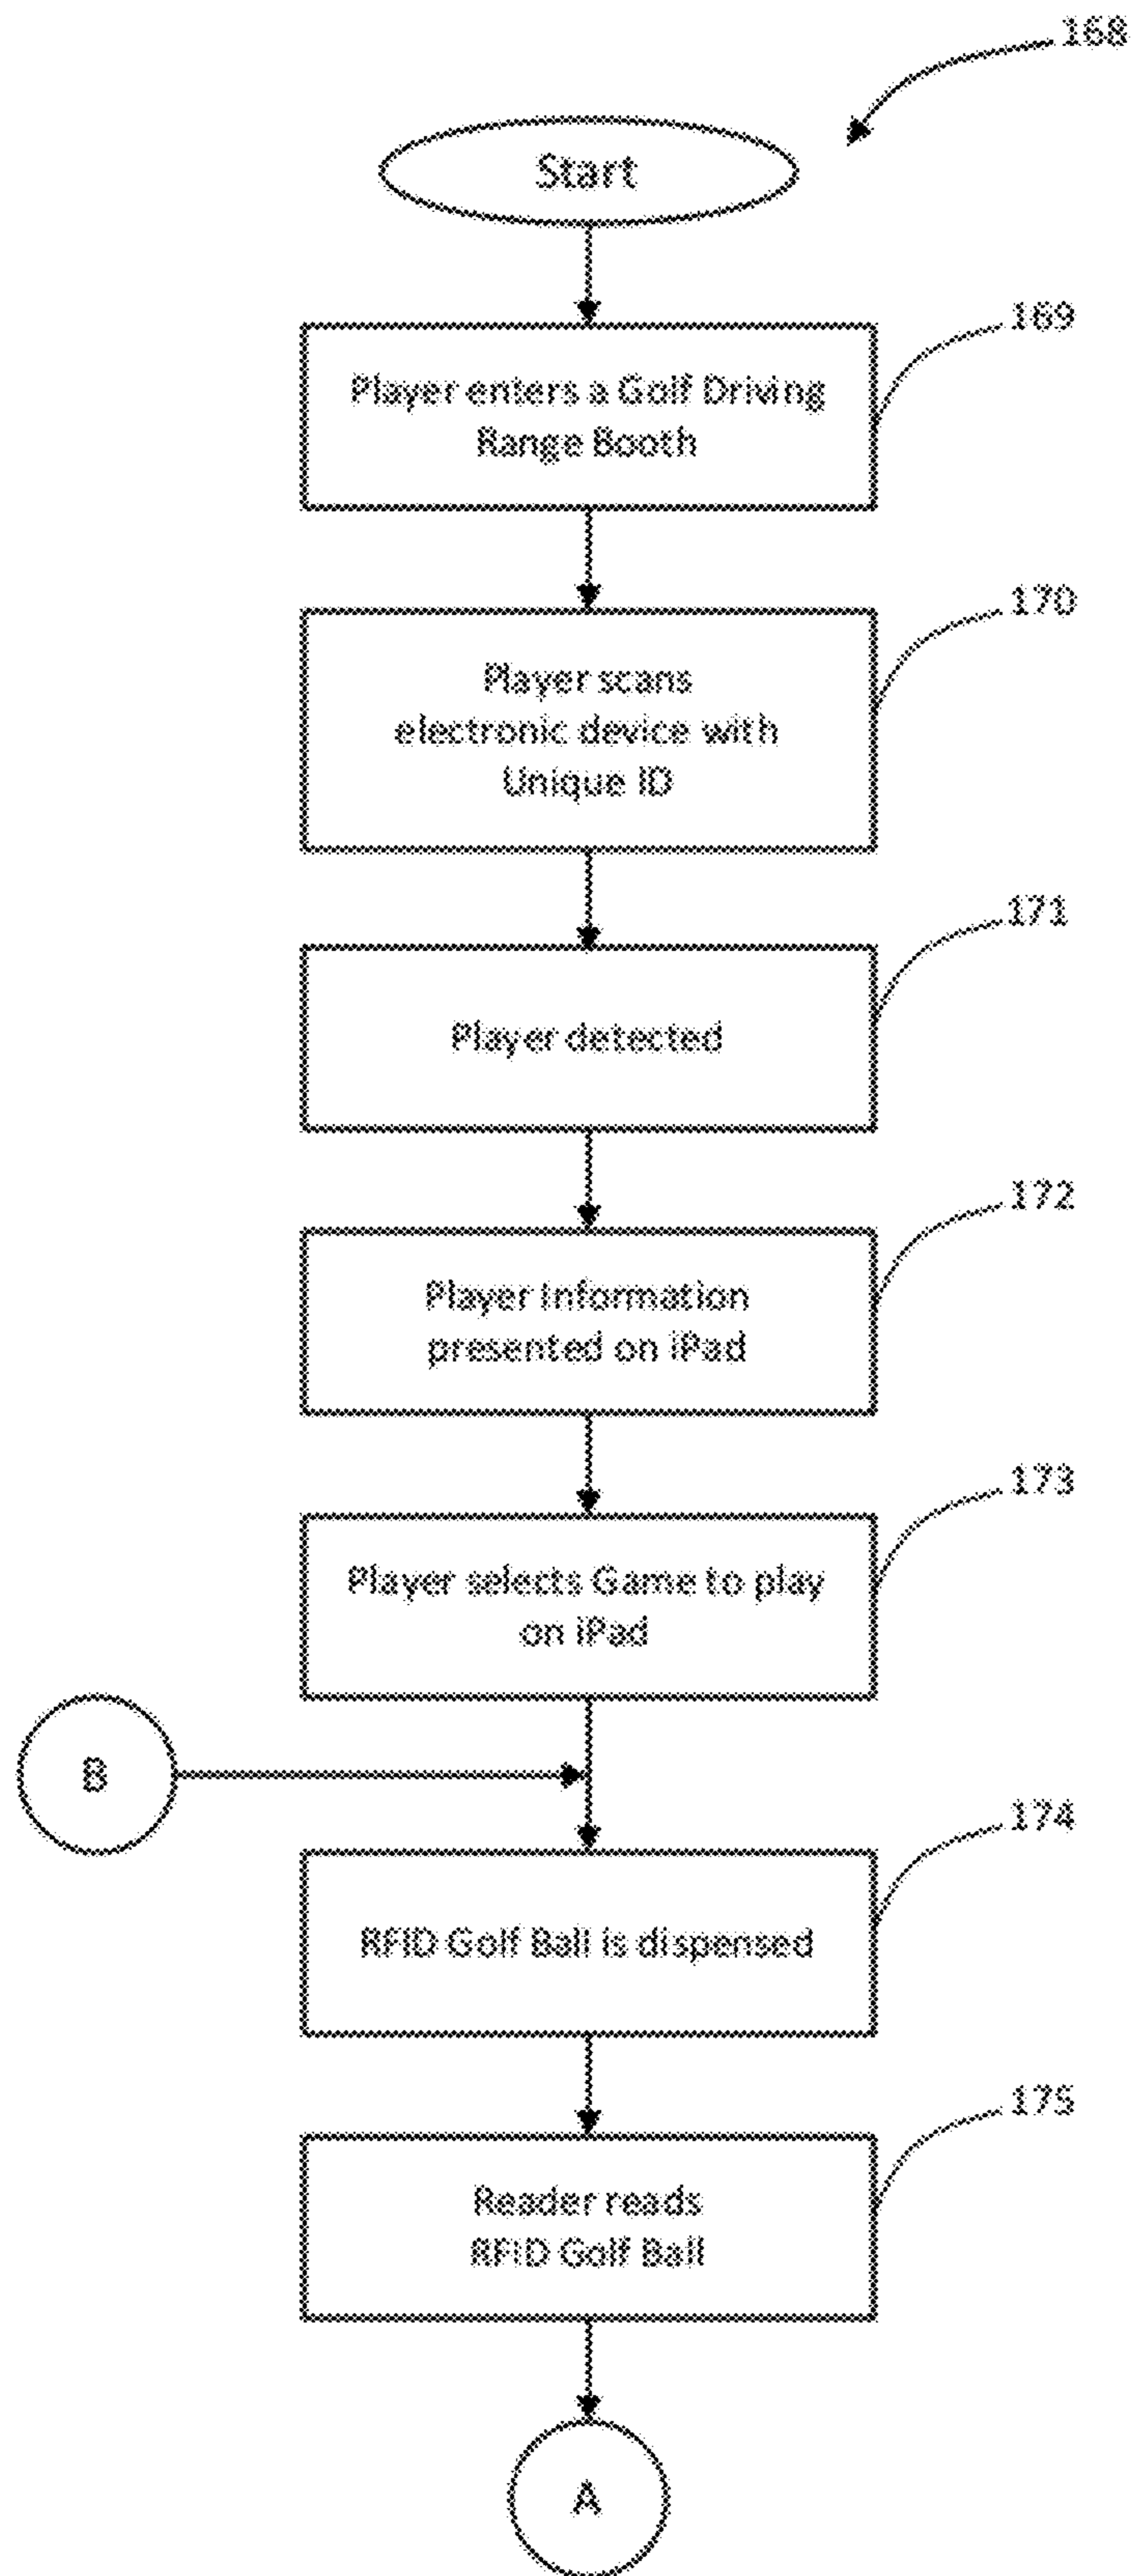 168
Start
169
Player enters a Golf Driving
Range Booth
170
Player scans
electronic device with
Unique ID
171
Player detected
172
Player Information
presented on iPad
173
Player selects Game to play
on iPad
B
174
RFID Golf Ball is dispensed
175
Reader reads
RFID Golf Ball
A